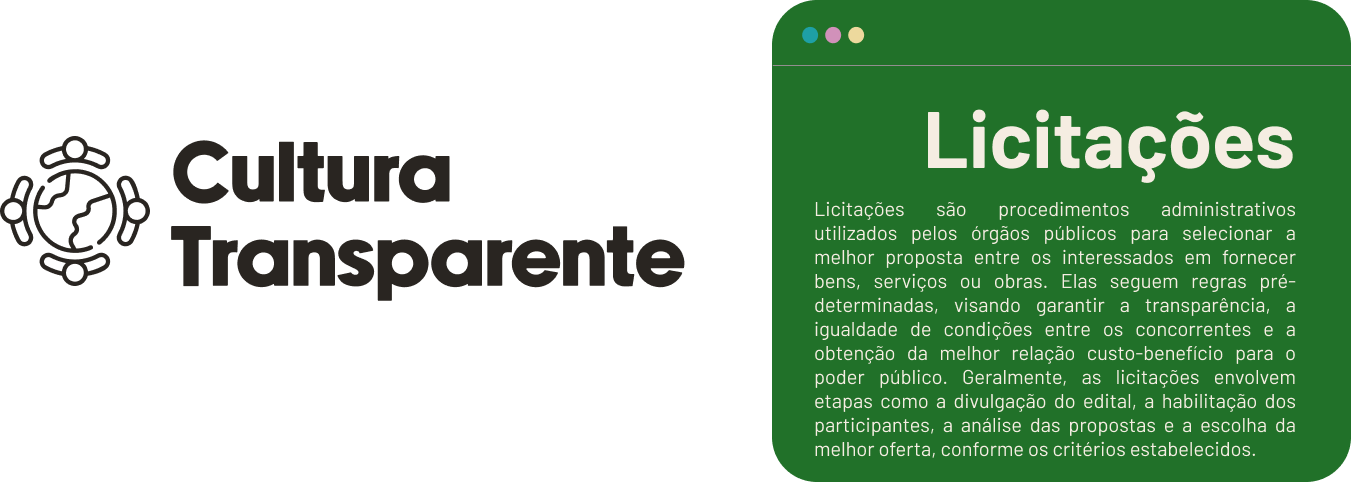 Cultura
Transparente
Licitações
Licitações são procedimentos administrativos
utilizados pelos órgãos públicos para selecionar a
melhor proposta entre os interessados em fornecer
bens, serviços ou obras. Elas seguem regras pré-
determinadas, visando garantir a transparência, a
igualdade de condições entre os concorrentes e a
obtenção da melhor relação custo-benefício para o
poder público. Geralmente, as licitações envolvem
etapas como a divulgação do edital, a habilitação dos
participantes, a análise das propostas e a escolha da
melhor oferta, conforme os critérios estabelecidos.